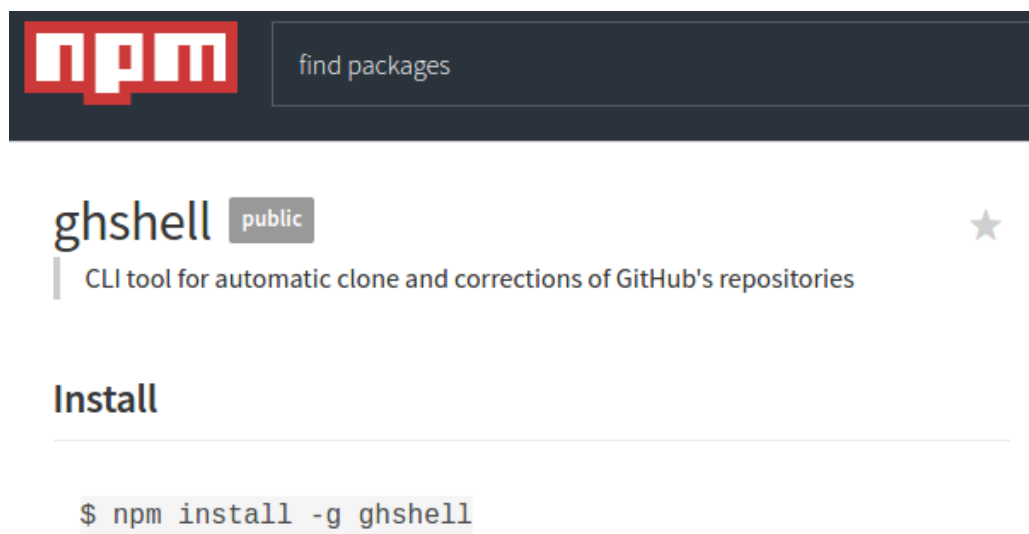 npm
find packages
ghshell public
CLI tool for automatic clone and corrections of GitHub's repositories
Install
$ npm install -g ghshell